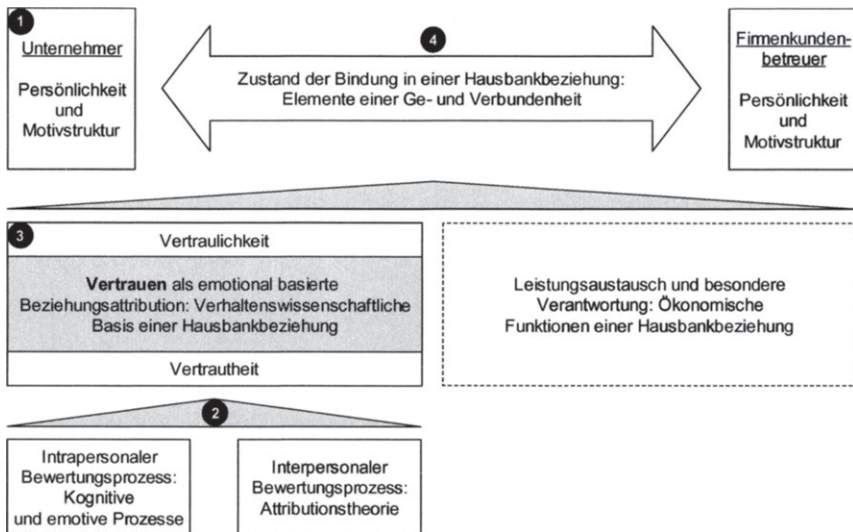 1
Unternehmer
Persönlichkeit
und
Motivstruktur
4
Zustand der Bindung in einer Hausbankbeziehung:
Elemente einer Ge- und Verbundenheit
Firmenkunden-
betreuer
Persönlichkeit
und
Motivstruktur
3
Vertraulichkeit
Vertrauen als emotional basierte
Beziehungsattribution: Verhaltenswissenschaftliche
Basis einer Hausbankbeziehung
Vertrautheit
Leistungsaustausch und besondere
Verantwortung: Ökonomische
Funktionen einer Hausbankbeziehung
2
Intrapersonaler
Bewertungsprozess:
Kognitive
und emotive Prozesse
Interpersonaler
Bewertungsprozess:
Attributionstheorie